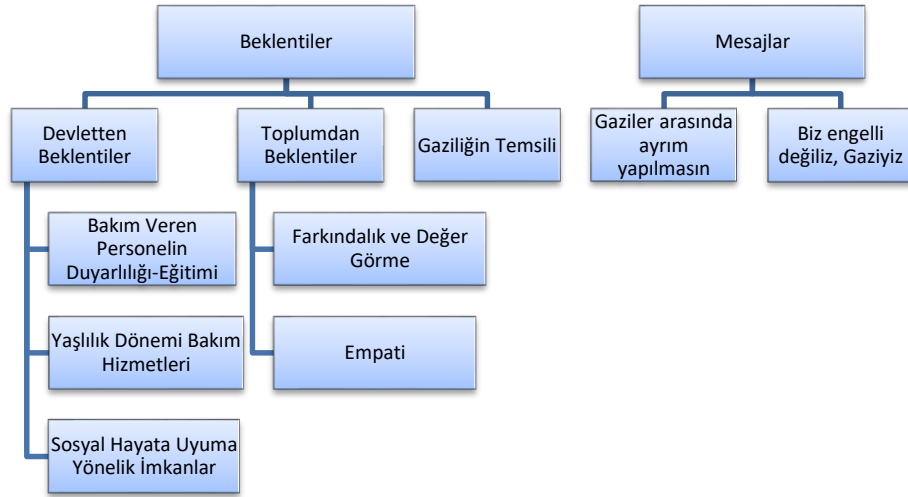 Beklentiler
Devletten
Beklentiler
Bakım Veren
Personelin
Duyarlılığı-Eğitimi
Yaşlılık Dönemi Bakım
Hizmetleri
Sosyal Hayata Uyuma
Yönelik İmkanlar
Toplumdan
Beklentiler
Farkındalık ve Değer
Görme
Empati
Gaziliğin Temsili
Mesajlar
Gaziler arasında
ayrım
yapılmasın
Biz engelli
değiliz, Gaziyiz